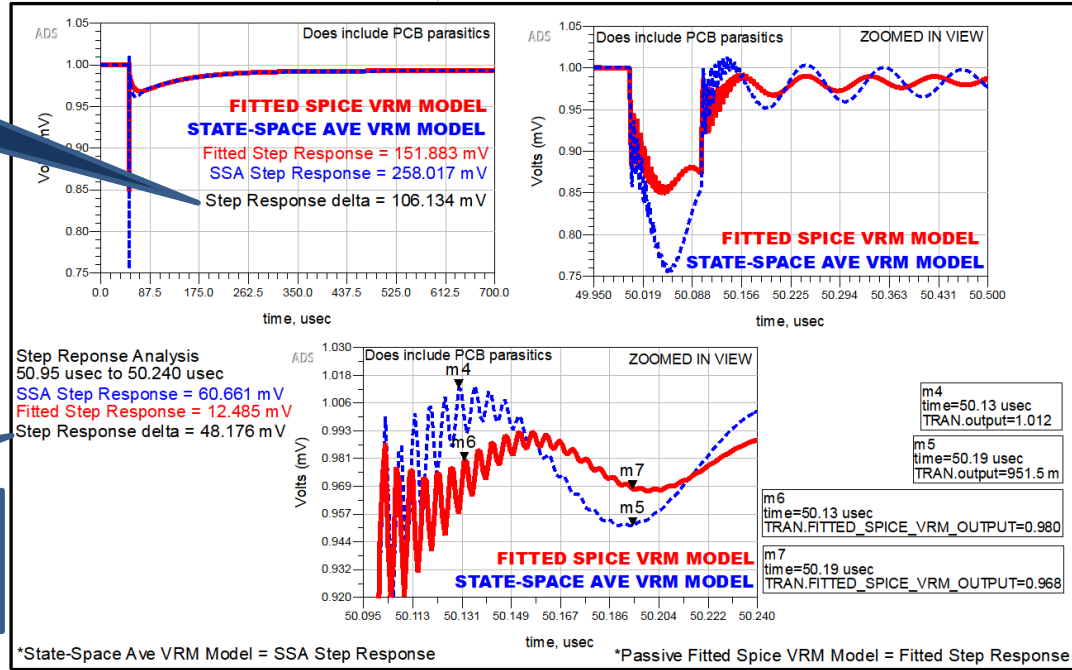 ADS
Does include PCB parasitics
1.05
1.00
0.95
0.90
0.85
0.80
0.75
FITTED SPICE VRM MODEL
STATE-SPACE AVE VRM MODEL
Fitted Step Response = 151.883 mV
SSA Step Response = 258.017 mV
Step Response delta = 106.134 mV
0.0 87.5 175.0 262.5 350.0 437.5 525.0 612.5 700.0
time, usec
ADS
Does include PCB parasitics ZOOMED IN VIEW
Volts (mV)
1.05
1.00
0.95
0.90
0.85
0.80
0.75
FITTED SPICE VRM MODEL
STATE-SPACE AVE VRM MODEL
49.950 50.019 50.088 50.156 50.225 50.294 50.363 50.431 50.500
time, usec
Step Reponse Analysis
50.95 usec to 50.240 usec
SSA Step Response = 60.661 mV
Fitted Step Response = 12.485 mV
Step Response delta = 48.176 mV
ADS
Does include PCB parasitics ZOOMED IN VIEW
Volts (mV)
1.030
1.018
1.006
0.993
0.981
0.969
0.957
0.944
0.932
0.920
m4
m6
m7
m5
FITTED SPICE VRM MODEL
STATE-SPACE AVE VRM MODEL
50.095 50.113 50.131 50.149 50.167 50.186 50.204 50.222 50.240
time, usec
m4
time=50.13 usec
TRAN.output=1.012
m5
time=50.19 usec
TRAN.output=951.5 m
m6
time=50.13 usec
TRAN.FITTED_SPICE_VRM_OUTPUT=0.980
m7
time=50.19 usec
TRAN.FITTED_SPICE_VRM_OUTPUT=0.968
*State-Space Ave VRM Model = SSA Step Response
*Passive Fitted Spice VRM Model = Fitted Step Response